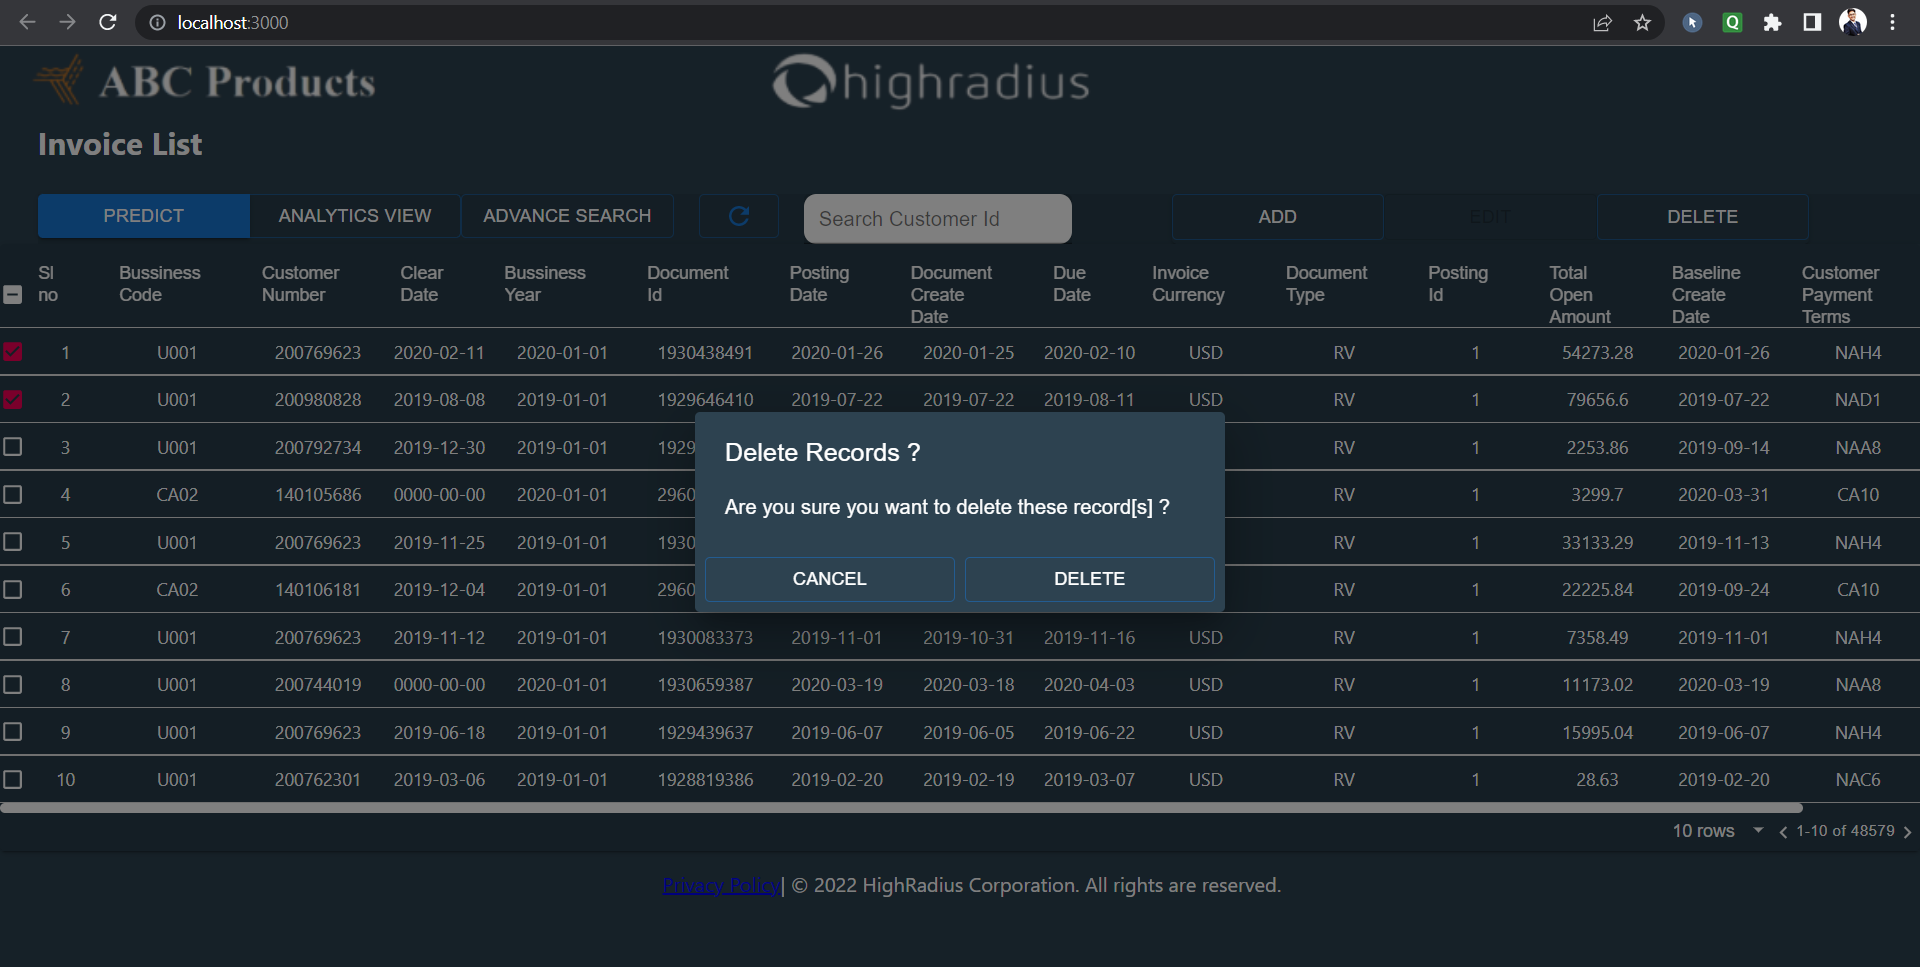 localhost:3000
ABC Products
highradius
Invoice List
PREDICT ANALYTICS VIEW ADVANCE SEARCH Search Customer Id ADD EDIT DELETE
Sl no Bussiness Code Customer Number Clear Date Bussiness Year Document Id Posting Date Document Create Date Due Date Invoice Currency Document Type Posting Id Total Open Amount Baseline Create Date Customer Payment Terms
1 U001 200769623 2020-02-11 2020-01-01 1930438491 2020-01-26 2020-01-25 2020-02-10 USD RV 1 54273.28 2020-01-26 NAH4
2 U001 200980828 2019-08-08 2019-01-01 1929646410 2019-07-22 2019-07-22 2019-08-11 USD RV 1 79656.6 2019-07-22 NAD1
3 U001 200792734 2019-12-30 2019-01-01 1929 RV 1 2253.86 2019-09-14 NAA8
4 CA02 140105686 0000-00-00 2020-01-01 2960 RV 1 3299.7 2020-03-31 CA10
5 U001 200769623 2019-11-25 2019-01-01 1930 RV 1 33133.29 2019-11-13 NAH4
6 CA02 140106181 2019-12-04 2019-01-01 2960 RV 1 22225.84 2019-09-24 CA10
Delete Records ?
Are you sure you want to delete these record[s] ?
CANCEL DELETE
7 U001 200769623 2019-11-12 2019-01-01 1930083373 2019-11-01 2019-10-31 2019-11-16 USD RV 1 7358.49 2019-11-01 NAH4
8 U001 200744019 0000-00-00 2020-01-01 1930659387 2020-03-19 2020-03-18 2020-04-03 USD RV 1 11173.02 2020-03-19 NAA8
9 U001 200769623 2019-06-18 2019-01-01 1929439637 2019-06-07 2019-06-05 2019-06-22 USD RV 1 15995.04 2019-06-07 NAH4
10 U001 200762301 2019-03-06 2019-01-01 1928819386 2019-02-20 2019-02-19 2019-03-07 USD RV 1 28.63 2019-02-20 NAC6
10 rows 1-10 of 48579
Privacy Policy| © 2022 HighRadius Corporation. All rights are reserved.